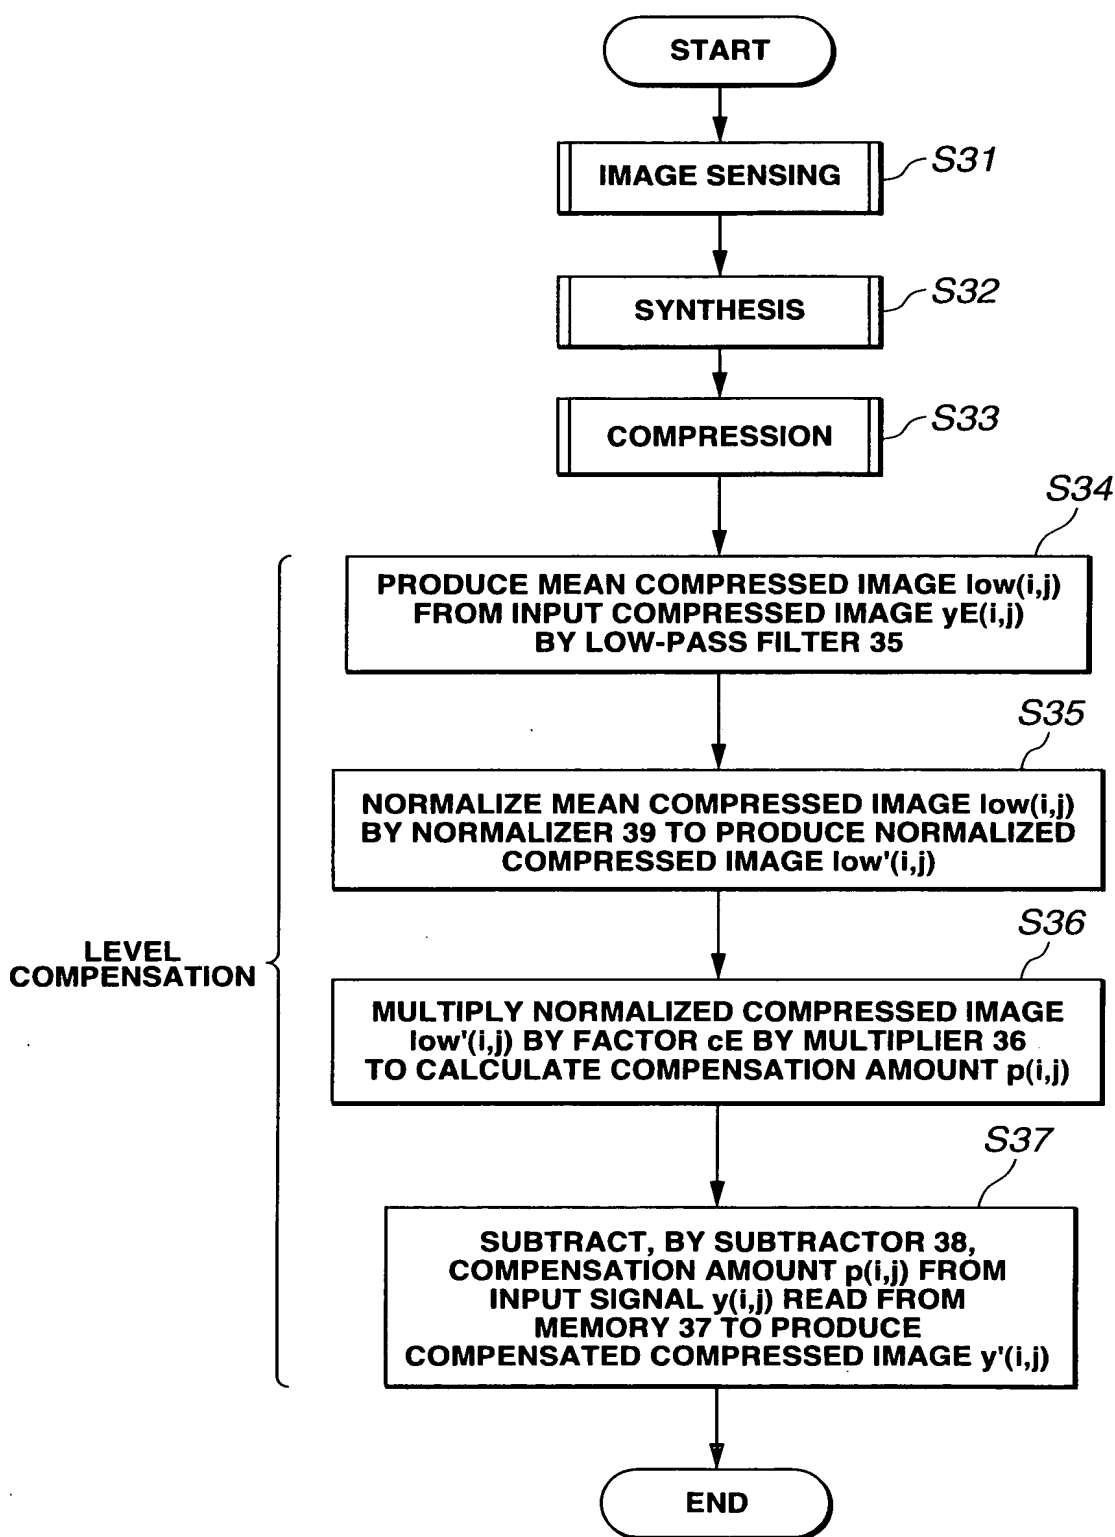 START
IMAGE SENSING
S31
SYNTHESIS
S32
COMPRESSION
S33
S34
PRODUCE MEAN COMPRESSED IMAGE low(i,j)
FROM INPUT COMPRESSED IMAGE yE(i,j)
BY LOW-PASS FILTER 35
S35
NORMALIZE MEAN COMPRESSED IMAGE low(i,j)
BY NORMALIZER 39 TO PRODUCE NORMALIZED
COMPRESSED IMAGE low'(i,j)
LEVEL
COMPENSATION
S36
MULTIPLY NORMALIZED COMPRESSED IMAGE
low'(i,j) BY FACTOR cE BY MULTIPLIER 36
TO CALCULATE COMPENSATION AMOUNT p(i,j)
S37
SUBTRACT, BY SUBTRACTOR 38,
COMPENSATION AMOUNT p(i,j) FROM
INPUT SIGNAL y(i,j) READ FROM
MEMORY 37 TO PRODUCE
COMPENSATED COMPRESSED IMAGE y'(i,j)
END